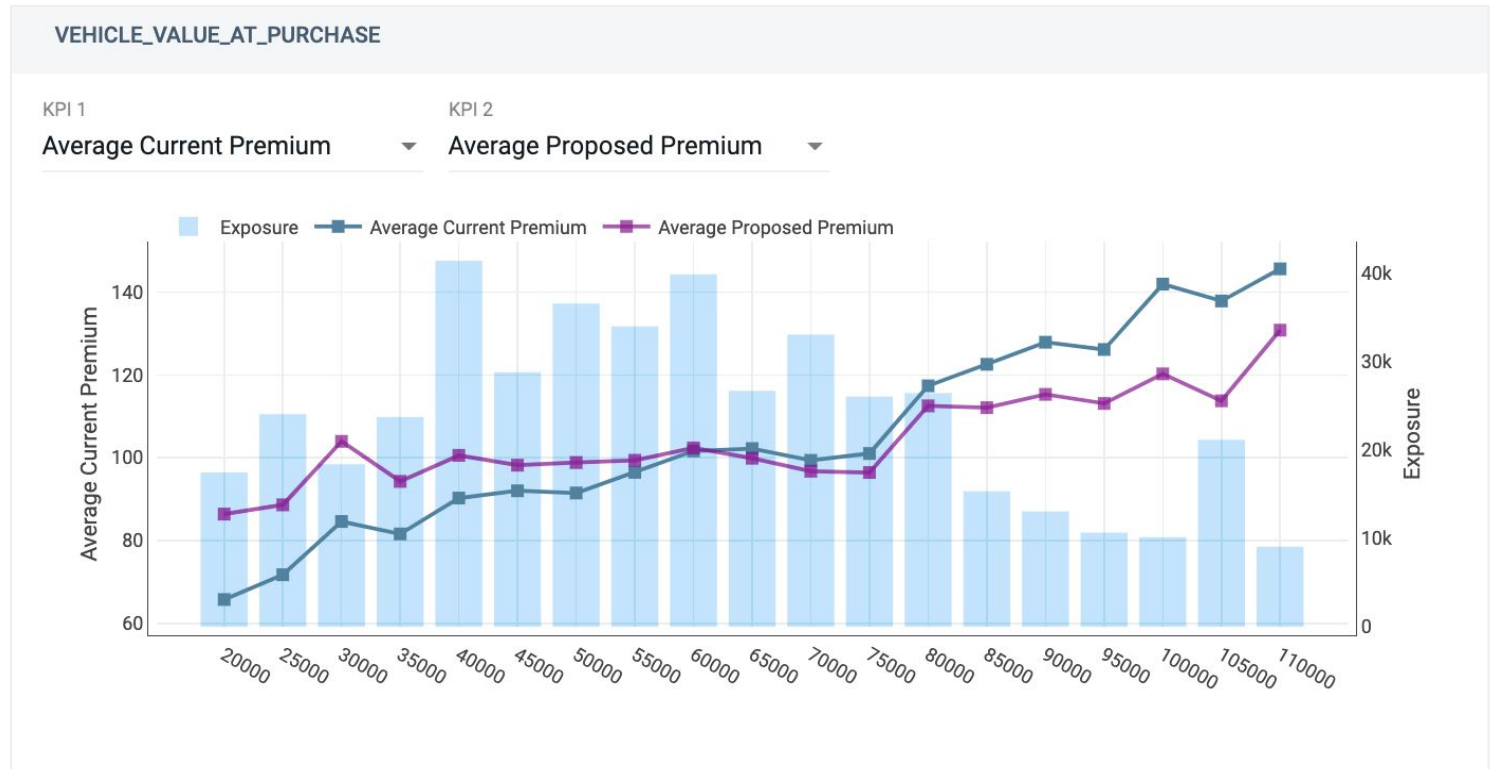 VEHICLE_VALUE_AT_PURCHASE
KPI 1
KPI 2
Average Current Premium
Average Proposed Premium
Exposure
Average Current Premium
Average Proposed Premium
Average Current Premium
140
120
100
80
60
40k
30k
20k
10k
0
Exposure
20000
25000
30000
35000
40000
45000
50000
55000
60000
65000
70000
75000
80000
85000
90000
95000
100000
105000
110000